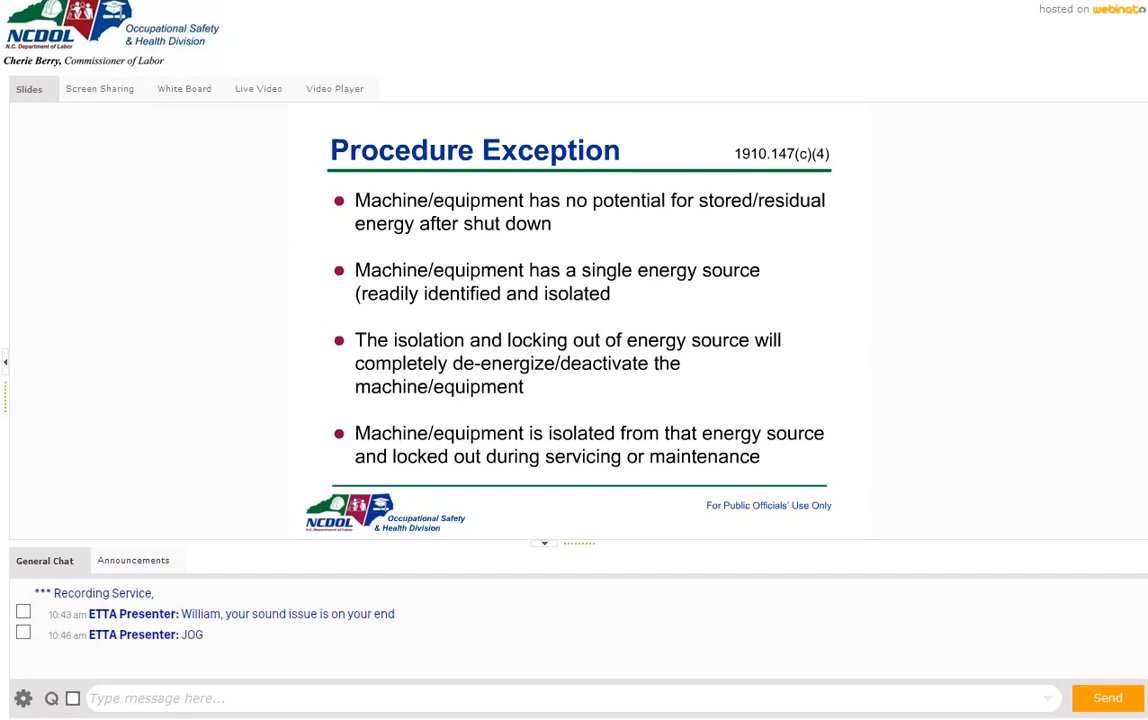 hosted on webinato
NCDOL
N.C. Department of Labor
Occupational Safety
& Health Division
Cherie Berry, Commissioner of Labor
Slides Screen Sharing White Board Live Video Video Player
Procedure Exception 1910.147(c)(4)
Machine/equipment has no potential for stored/residual
energy after shut down
Machine/equipment has a single energy source
(readily identified and isolated
The isolation and locking out of energy source will
completely de-energize/deactivate the
machine/equipment
Machine/equipment is isolated from that energy source
and locked out during servicing or maintenance
NCDOL
N.C. Department of Labor
Occupational Safety
& Health Division
For Public Officials' Use Only
General Chat Announcements
*** Recording Service,
10:43 am ETTA Presenter: William, your sound issue is on your end
10:46 am ETTA Presenter: JOG
Q Type message here... Send